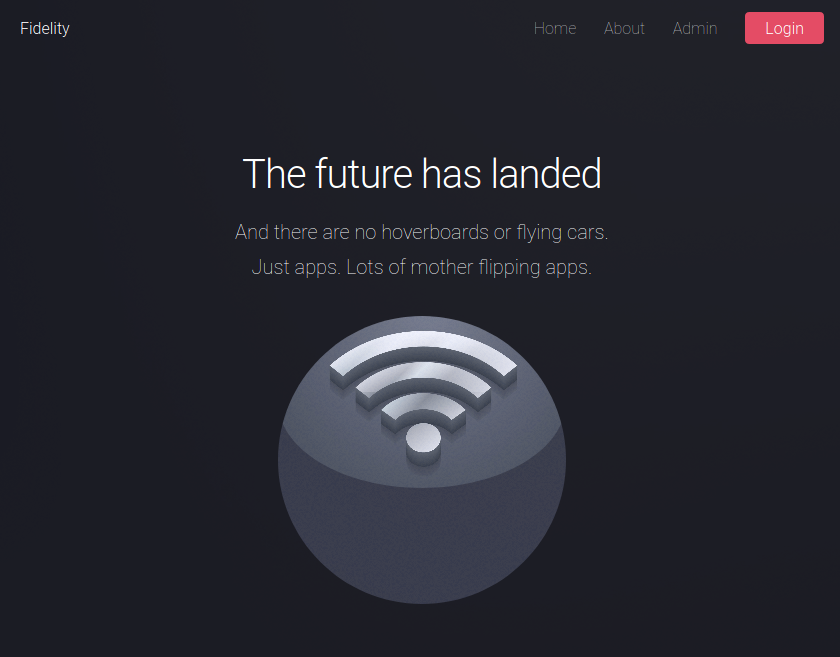 Fidelity
Home About Admin Login
The future has landed
And there are no hoverboards or flying cars.
Just apps. Lots of mother flipping apps.